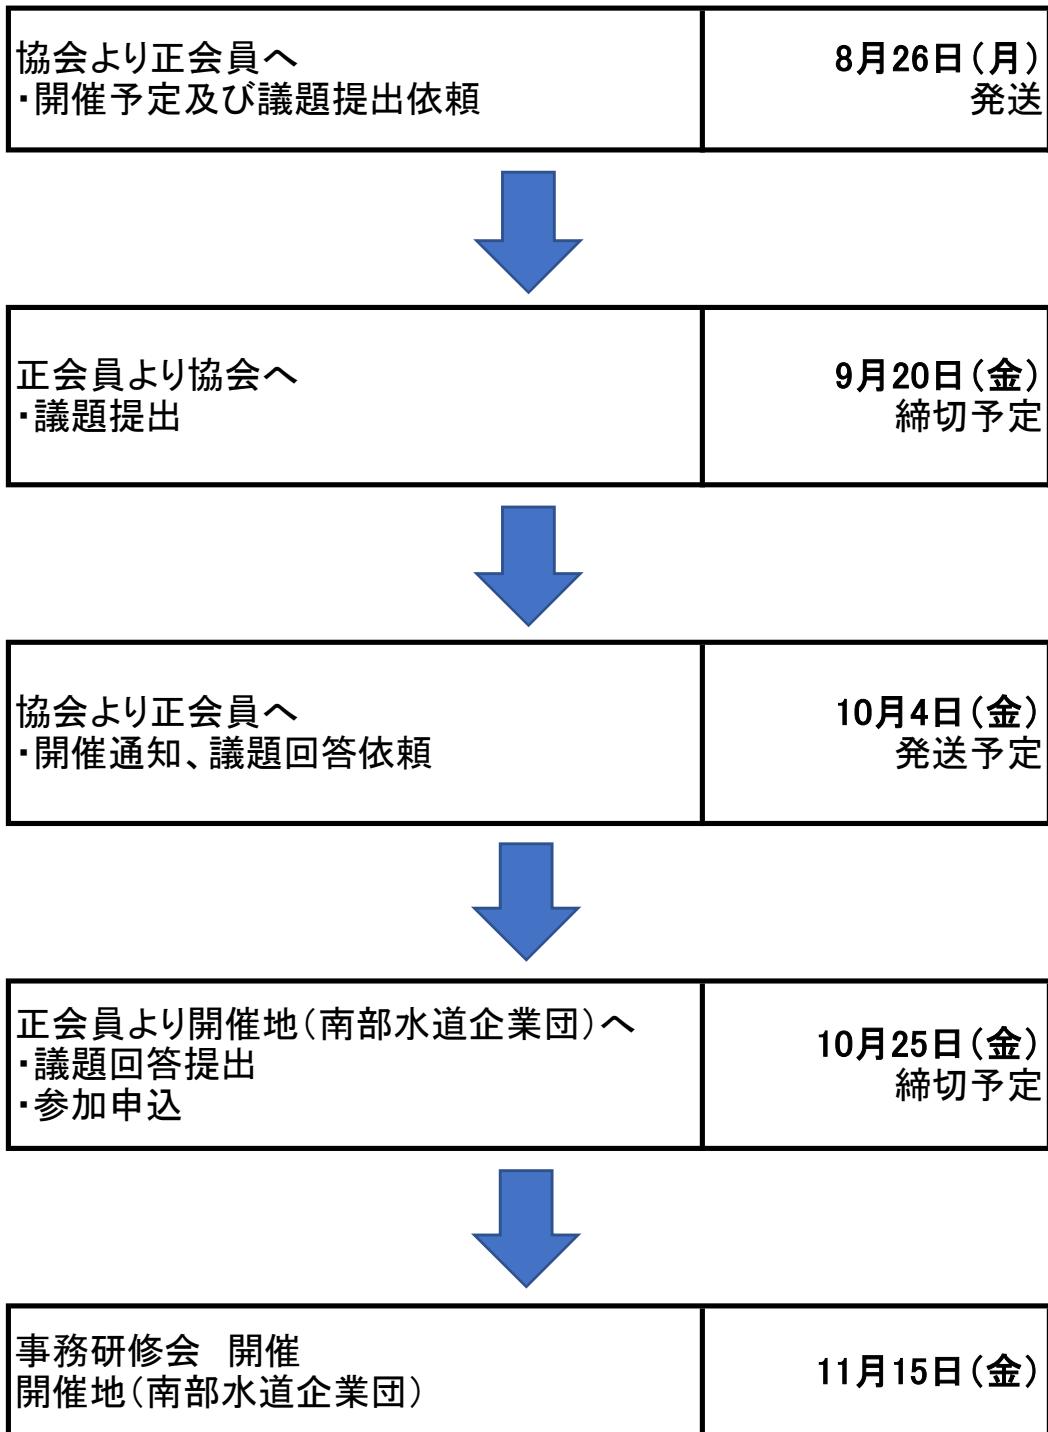 協会より正会員へ
・開催予定及び議題提出依頼
8月26日（月）
発送
正会員より協会へ
・議題提出
9月20日（金）
締切予定
協会より正会員へ
・開催通知、議題回答依頼
10月4日（金）
発送予定
正会員より開催地（南部水道企業団）へ
・議題回答提出
・参加申込
10月25日（金）
締切予定
事務研修会　開催
開催地（南部水道企業団）
11月15日（金）